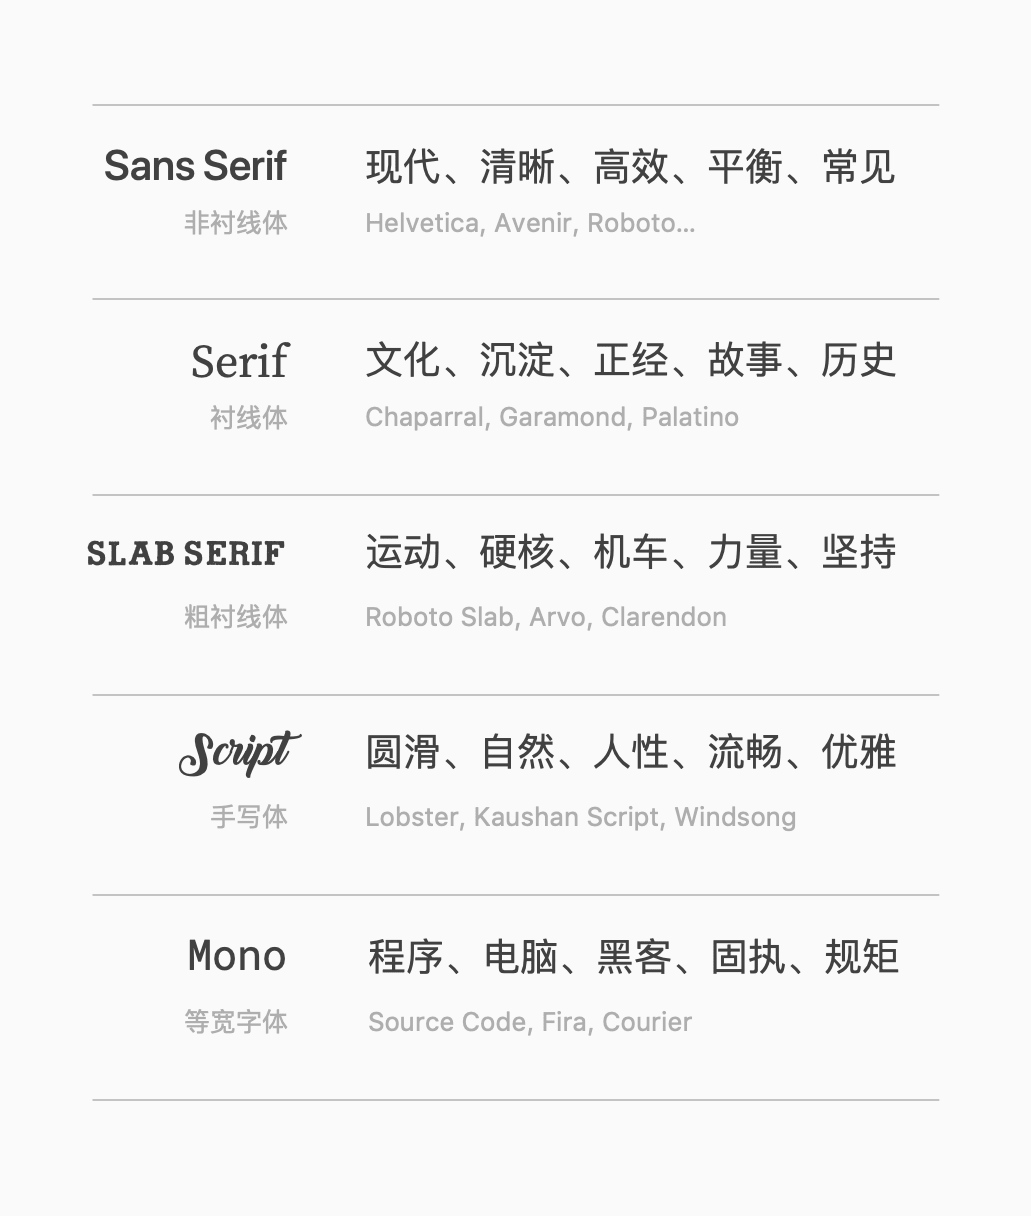 Sans Serif
现代、清晰、高效、平衡、常见
非衬线体
Helvetica, Avenir, Roboto...
Serif
文化、沉淀、正经、故事、历史
衬线体
Chaparral, Garamond, Palatino
SLAB SERIF
运动、硬核、机车、力量、坚持
粗衬线体
Roboto Slab, Arvo, Clarendon
Script
圆滑、自然、人性、流畅、优雅
手写体
Lobster, Kaushan Script, Windsong
Mono
程序、电脑、黑客、固执、规矩
等宽字体
Source Code, Fira, Courier